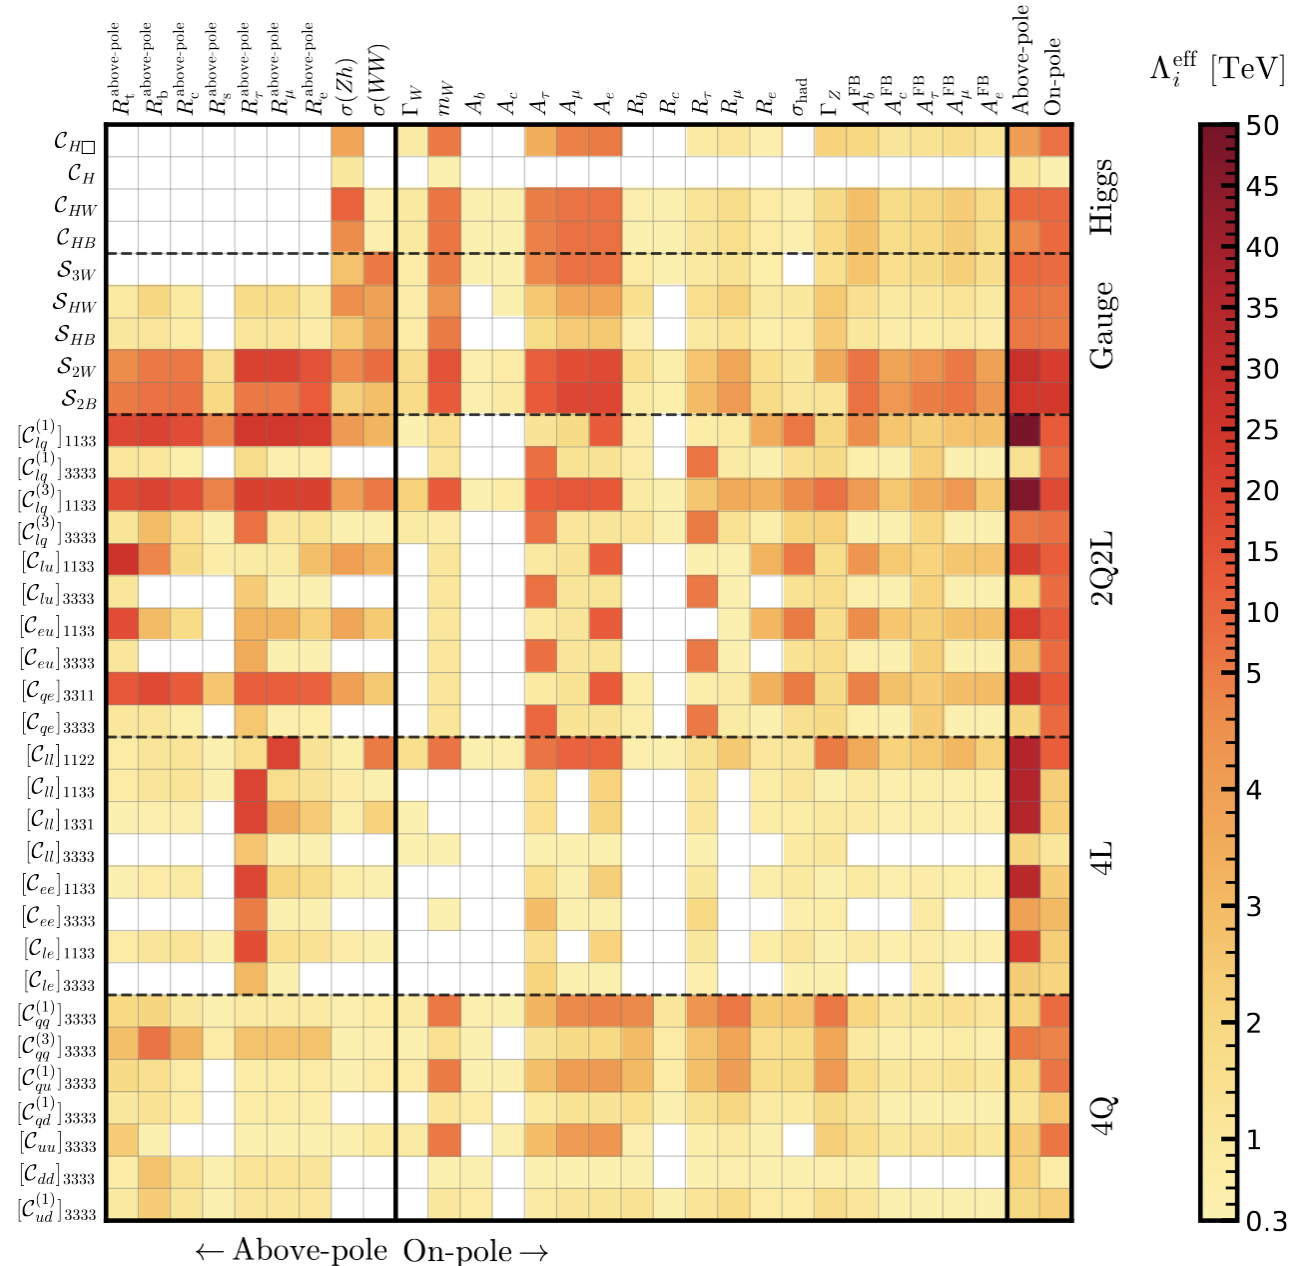 R_t^above-pole R_b^above-pole R_c^above-pole R_s^above-pole R_τ^above-pole R_μ^above-pole R_e^above-pole σ(Zh) σ(WW) Γ_W m_W A_b A_c A_τ A_μ A_e R_b R_c R_τ R_μ R_e σ_had Γ_Z A_b^FB A_c^FB A_τ^FB A_μ^FB A_e^FB Above-pole On-pole
Λ_i^eff [TeV]
𝒞_H□
𝒞_H
𝒞_HW
𝒞_HB
𝒮_3W
𝒮_HW
𝒮_HB
𝒮_2W
𝒮_2B
[𝒞_lq^(1)]_1133
[𝒞_lq^(1)]_3333
[𝒞_lq^(3)]_1133
[𝒞_lq^(3)]_3333
[𝒞_lu]_1133
[𝒞_lu]_3333
[𝒞_eu]_1133
[𝒞_eu]_3333
[𝒞_qe]_3311
[𝒞_qe]_3333
[𝒞_ll]_1122
[𝒞_ll]_1133
[𝒞_ll]_1331
[𝒞_ll]_3333
[𝒞_ee]_1133
[𝒞_ee]_3333
[𝒞_le]_1133
[𝒞_le]_3333
[𝒞_qq^(1)]_3333
[𝒞_qq^(3)]_3333
[𝒞_qu^(1)]_3333
[𝒞_qd^(1)]_3333
[𝒞_uu]_3333
[𝒞_dd]_3333
[𝒞_ud^(1)]_3333
Higgs
Gauge
2Q2L
4L
4Q
50
45
40
35
30
25
20
15
10
5
4
3
2
1
0.3
← Above-pole On-pole →